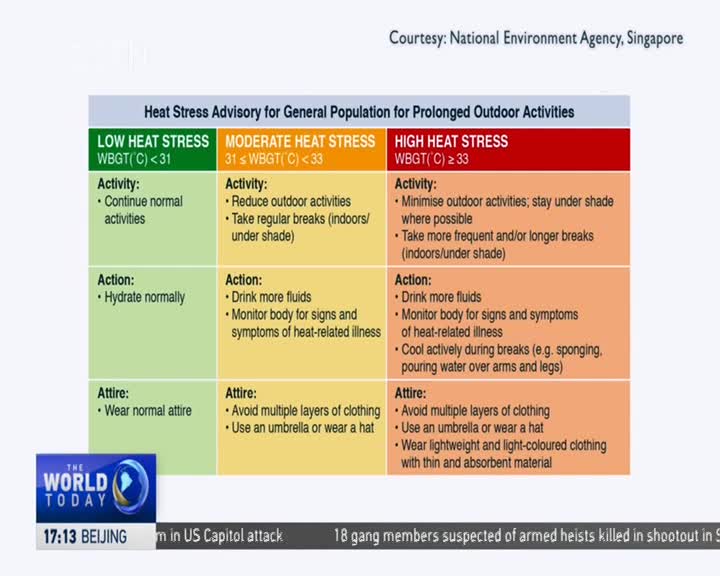 Courtesy: National Environment Agency, Singapore
Heat Stress Advisory for General Population for Prolonged Outdoor Activities
LOW HEAT STRESS
WBGT(°C) < 31
MODERATE HEAT STRESS
31 ≤ WBGT(°C) < 33
HIGH HEAT STRESS
WBGT(°C) ≥ 33
Activity:
• Continue normal
activities
Activity:
• Reduce outdoor activities
• Take regular breaks (indoors/
under shade)
Activity:
• Minimise outdoor activities; stay under shade
where possible
• Take more frequent and/or longer breaks
(indoors/under shade)
Action:
• Hydrate normally
Action:
• Drink more fluids
• Monitor body for signs and
symptoms of heat-related illness
Action:
• Drink more fluids
• Monitor body for signs and symptoms
of heat-related illness
• Cool actively during breaks (e.g. sponging,
pouring water over arms and legs)
Attire:
• Wear normal attire
Attire:
• Avoid multiple layers of clothing
• Use an umbrella or wear a hat
Attire:
• Avoid multiple layers of clothing
• Use an umbrella or wear a hat
• Wear lightweight and light-coloured clothing
with thin and absorbent material
THE
WORLD
TODAY
17:13 BEIJING
m in US Capitol attack 18 gang members suspected of armed heists killed in shootout in S